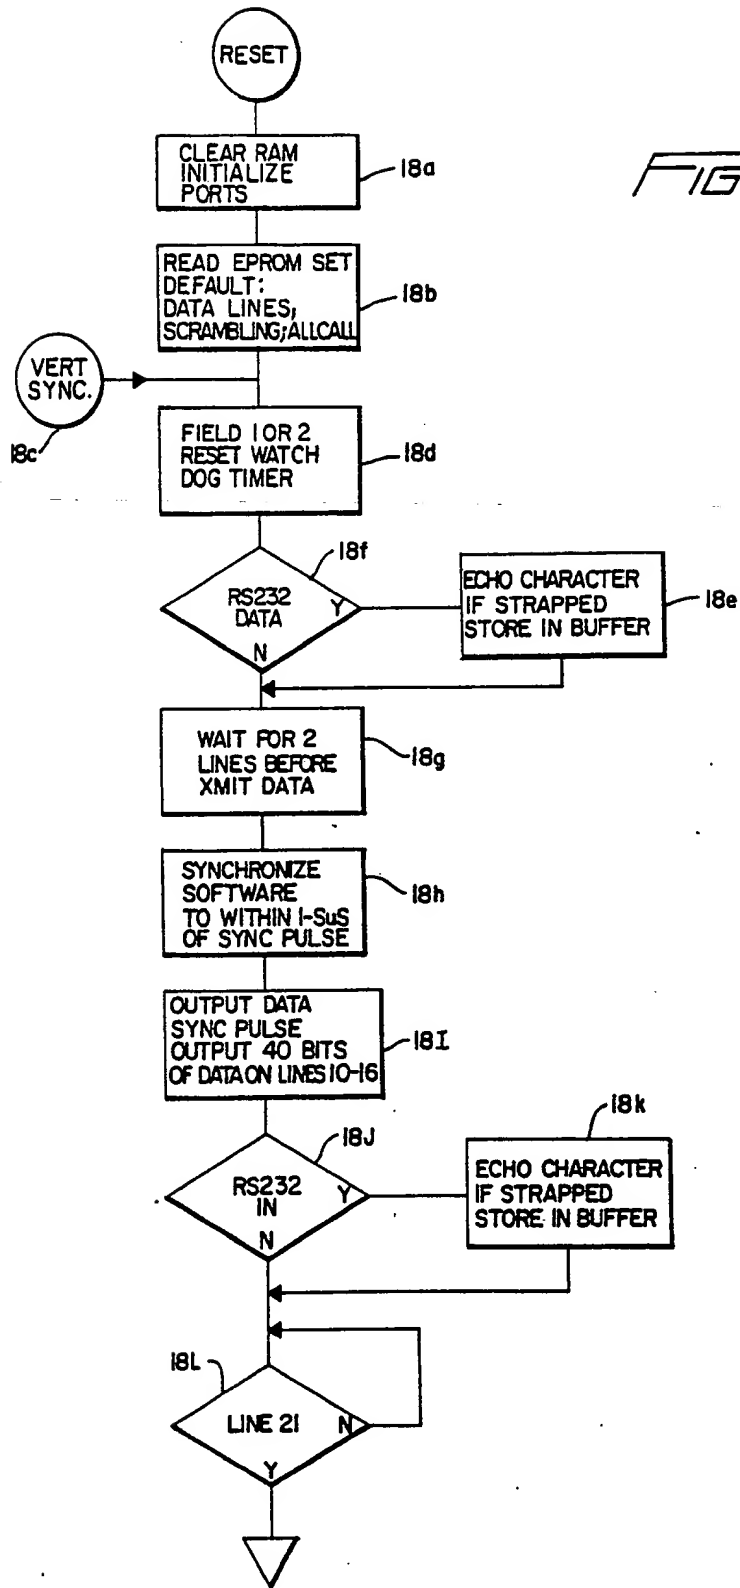 RESET
CLEAR RAM
INITIALIZE
PORTS
18a
FIG
READ EPROM SET
DEFAULT:
DATA LINES;
SCRAMBLING;ALLCALL
18b
VERT
SYNC.
18c
FIELD 1 OR 2
RESET WATCH
DOG TIMER
18d
18f
RS232
DATA
Y
N
ECHO CHARACTER
IF STRAPPED
STORE IN BUFFER
18e
WAIT FOR 2
LINES BEFORE
XMIT DATA
18g
SYNCHRONIZE
SOFTWARE
TO WITHIN 1-SuS
OF SYNC PULSE
18h
OUTPUT DATA
SYNC PULSE
OUTPUT 40 BITS
OF DATA ON LINES 10-16
18I
18J
RS232
IN
Y
N
18k
ECHO CHARACTER
IF STRAPPED
STORE IN BUFFER
18L
LINE 21
N
Y